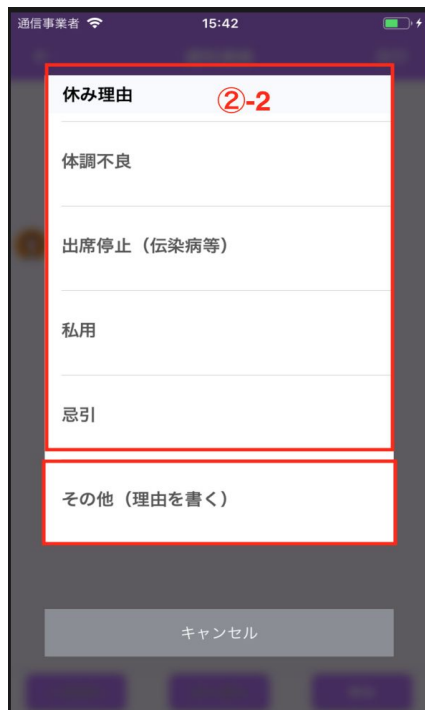 通信事業者 15:42
休み理由
②-2
体調不良
出席停止（伝染病等）
私用
忌引
その他（理由を書く）
キャンセル